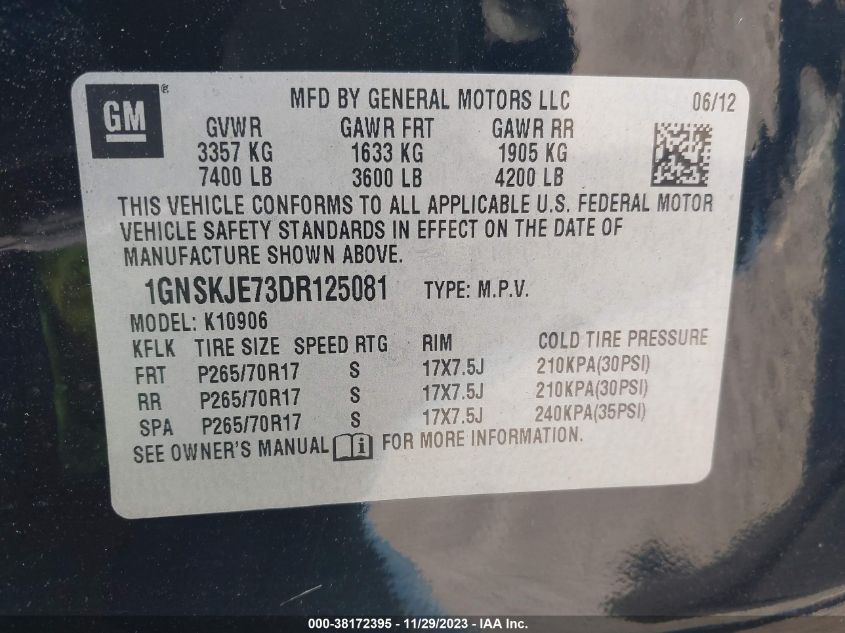 GM ®
MFD BY GENERAL MOTORS LLC 06/12
GVWR GAWR FRT GAWR RR
3357 KG 1633 KG 1905 KG
7400 LB 3600 LB 4200 LB
THIS VEHICLE CONFORMS TO ALL APPLICABLE U.S. FEDERAL MOTOR
VEHICLE SAFETY STANDARDS IN EFFECT ON THE DATE OF
MANUFACTURE SHOWN ABOVE.
1GNSKJE73DR125081 TYPE: M.P.V.
MODEL: K10906
KFLK TIRE SIZE SPEED RTG RIM COLD TIRE PRESSURE
FRT P265/70R17 S 17X7.5J 210KPA(30PSI)
RR P265/70R17 S 17X7.5J 210KPA(30PSI)
SPA P265/70R17 S 17X7.5J 240KPA(35PSI)
SEE OWNER'S MANUAL i FOR MORE INFORMATION.
000-38172395 - 11/29/2023 - IAA Inc.